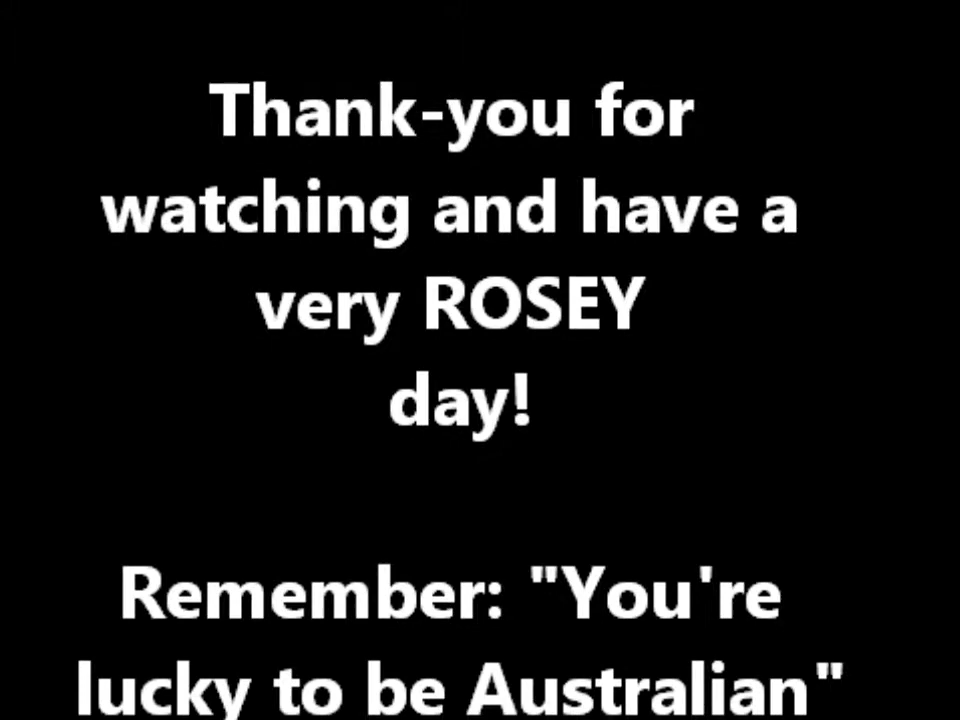 Thank-you for
watching and have a
very ROSEY
day!
Remember: "You're
lucky to be Australian"